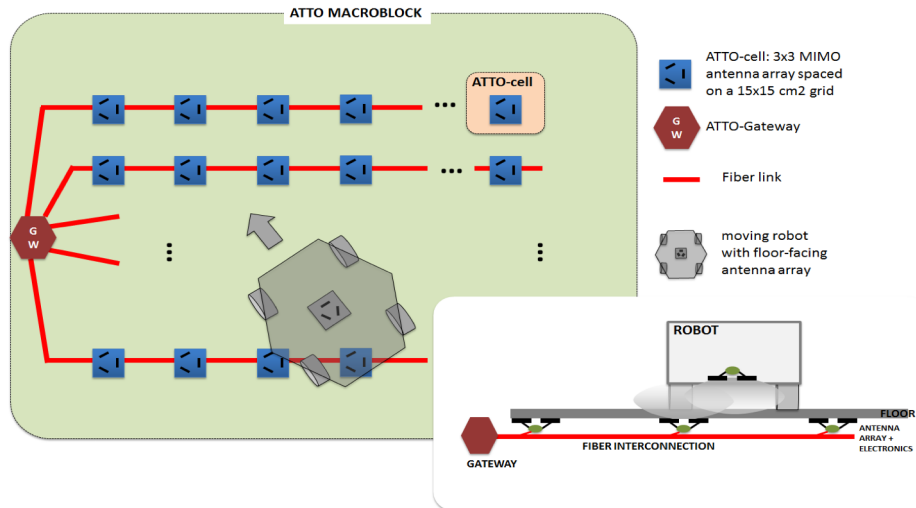 ATTO MACROBLOCK
ATTO-cell
G
W
ATTO-cell: 3x3 MIMO
antenna array spaced
on a 15x15 cm2 grid
G
W
ATTO-Gateway
Fiber link
moving robot
with floor-facing
antenna array
ROBOT
FLOOR
ANTENNA
ARRAY +
ELECTRONICS
FIBER INTERCONNECTION
GATEWAY